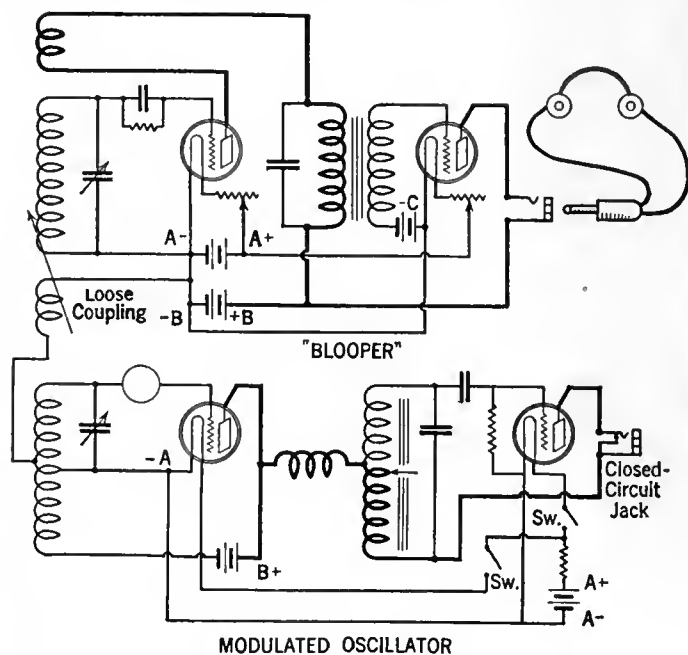 -C
A-
A+
Loose
Coupling
-B
+B
"BLOOPER"
-A
B+
Closed-
Circuit
Jack
Sw.
Sw.
A+
A-
MODULATED OSCILLATOR